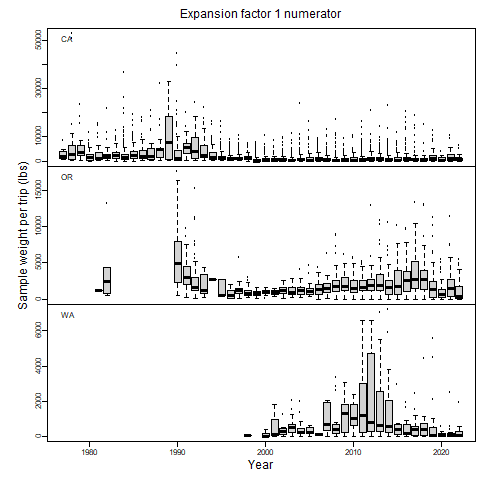 Expansion factor 1 numerator
CA
50000
30000
10000
0
OR
15000
10000
5000
0
WA
6000
4000
2000
0
Sample weight per trip (lbs)
1980
1990
2000
2010
2020
Year